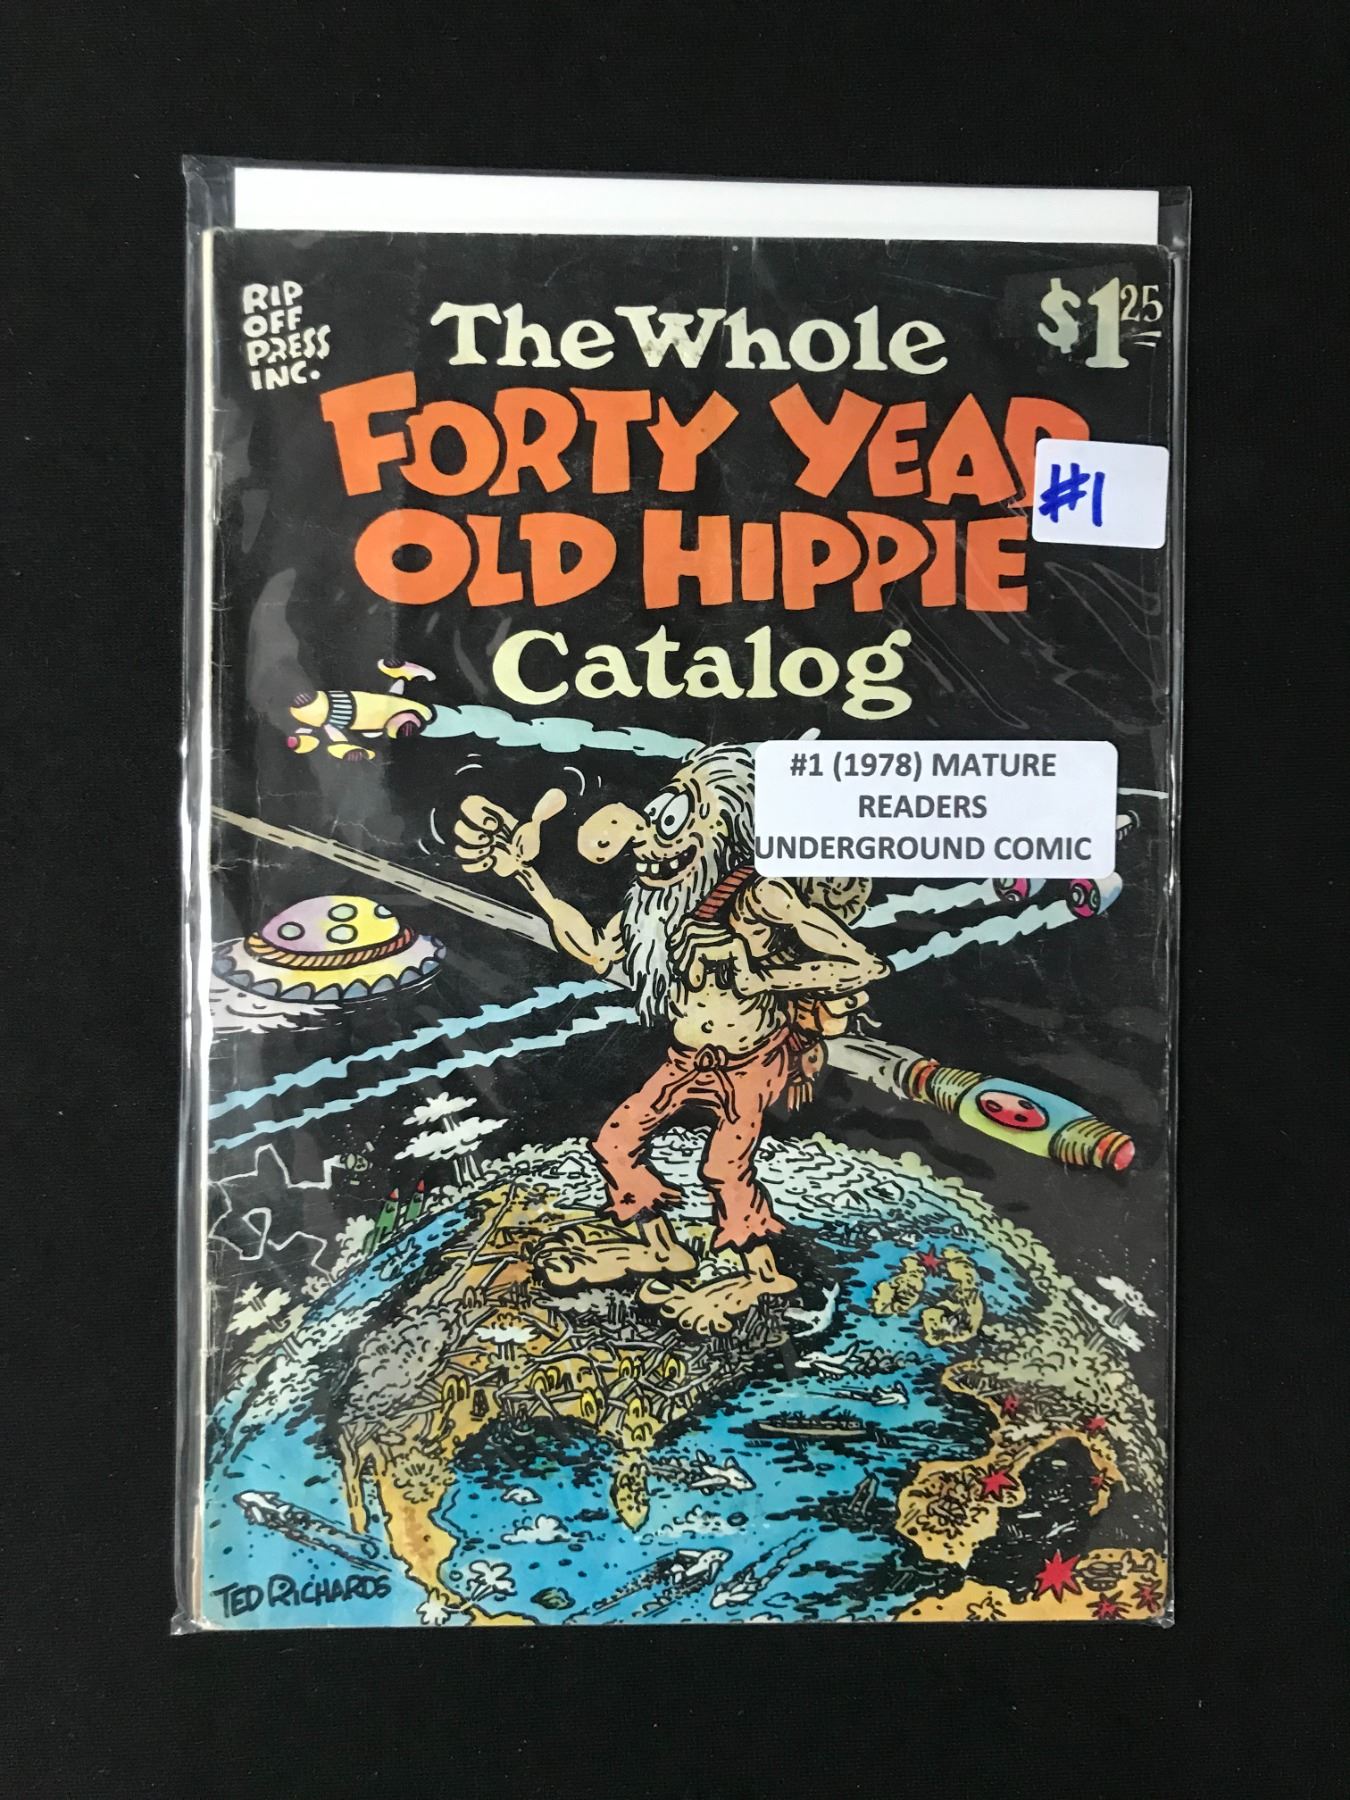 RIP
OFF
PRESS
INC.
$1.25
The Whole
FORTY YEAR
OLD HIPPIE
Catalog
#1
#1 (1978) MATURE
READERS
UNDERGROUND COMIC
TED RICHARDS